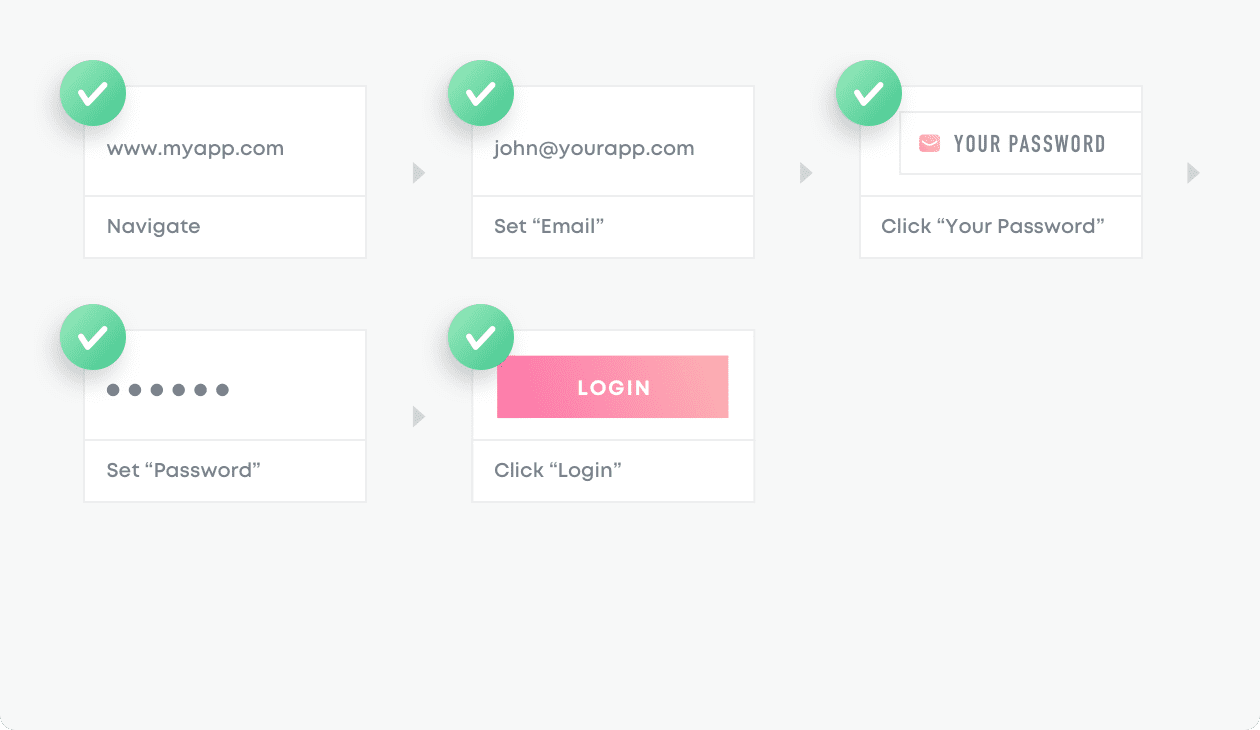 www.myapp.com
john@yourapp.com
YOUR PASSWORD
Navigate
Set “Email”
Click “Your Password”
LOGIN
Set “Password”
Click “Login”